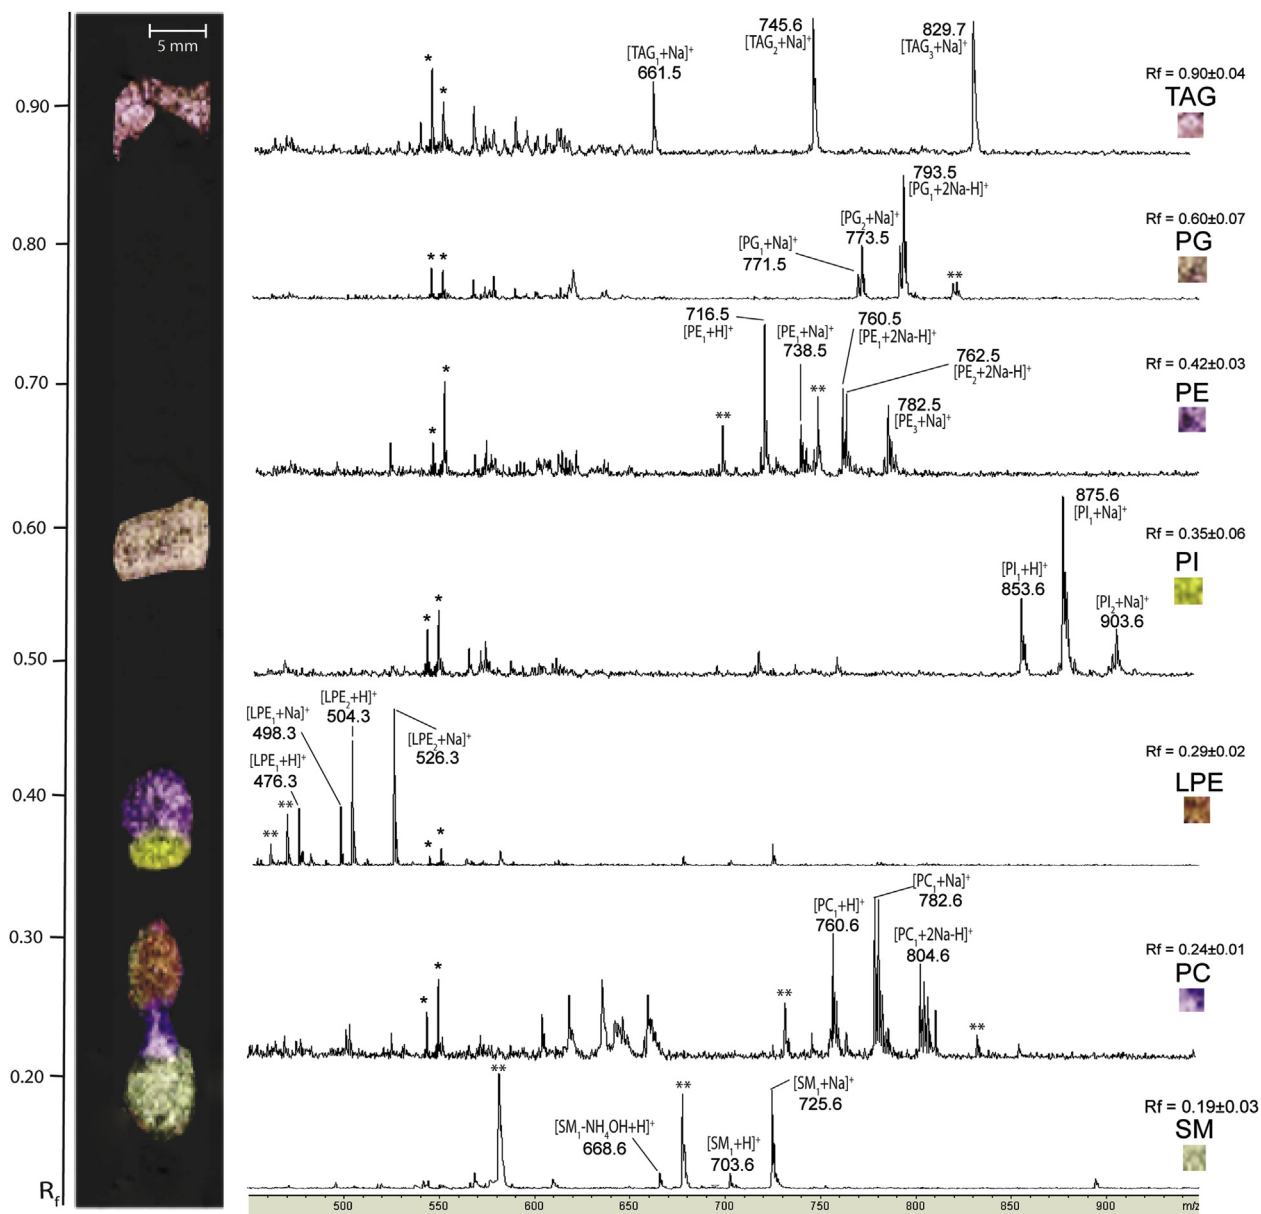 5 mm
0.90
0.80
0.70
0.60
0.50
0.40
0.30
0.20
Rf
*
*
[TAG1+Na]+
661.5
745.6
[TAG2+Na]+
829.7
[TAG3+Na]+
Rf = 0.90±0.04
TAG
* *
[PG1+Na]+
771.5
[PG2+Na]+
773.5
793.5
[PG1+2Na-H]+
**
Rf = 0.60±0.07
PG
*
*
**
716.5
[PE1+H]+
[PE1+Na]+
738.5
**
760.5
[PE1+2Na-H]+
762.5
[PE2+2Na-H]+
782.5
[PE3+Na]+
Rf = 0.42±0.03
PE
*
*
[PI1+H]+
853.6
875.6
[PI1+Na]+
[PI2+Na]+
903.6
Rf = 0.35±0.06
PI
**
**
[LPE1+H]+
476.3
[LPE1+Na]+
498.3
[LPE2+H]+
504.3
[LPE2+Na]+
526.3
*
*
Rf = 0.29±0.02
LPE
*
*
**
[PC1+H]+
760.6
[PC1+Na]+
782.6
[PC1+2Na-H]+
804.6
**
Rf = 0.24±0.01
PC
**
[SM1-NH4OH+H]+
668.6
**
[SM1+H]+
703.6
[SM1+Na]+
725.6
Rf = 0.19±0.03
SM
500 550 600 650 700 750 800 850 900 m/z